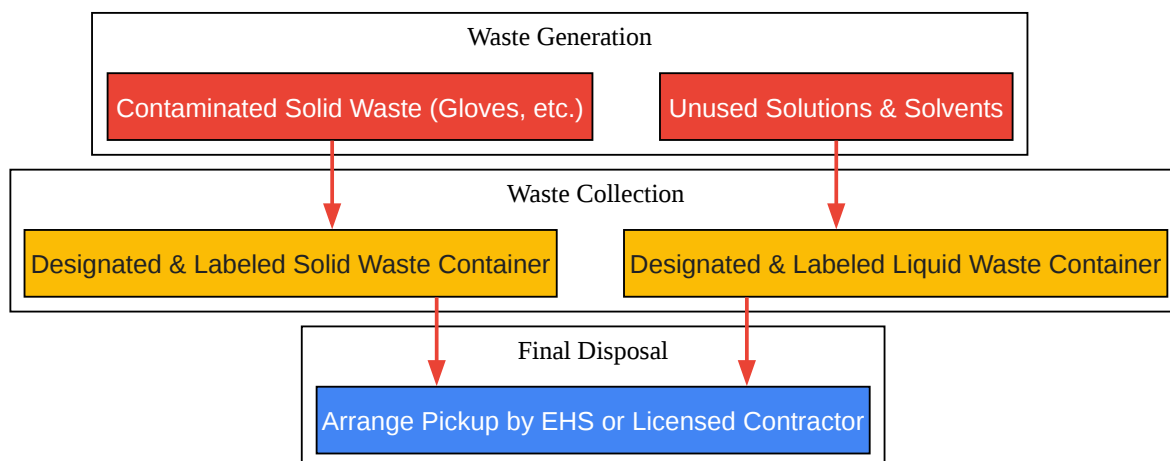 Waste Generation
Contaminated Solid Waste (Gloves, etc.)
Unused Solutions & Solvents
Waste Collection
Designated & Labeled Solid Waste Container
Designated & Labeled Liquid Waste Container
Final Disposal
Arrange Pickup by EHS or Licensed Contractor